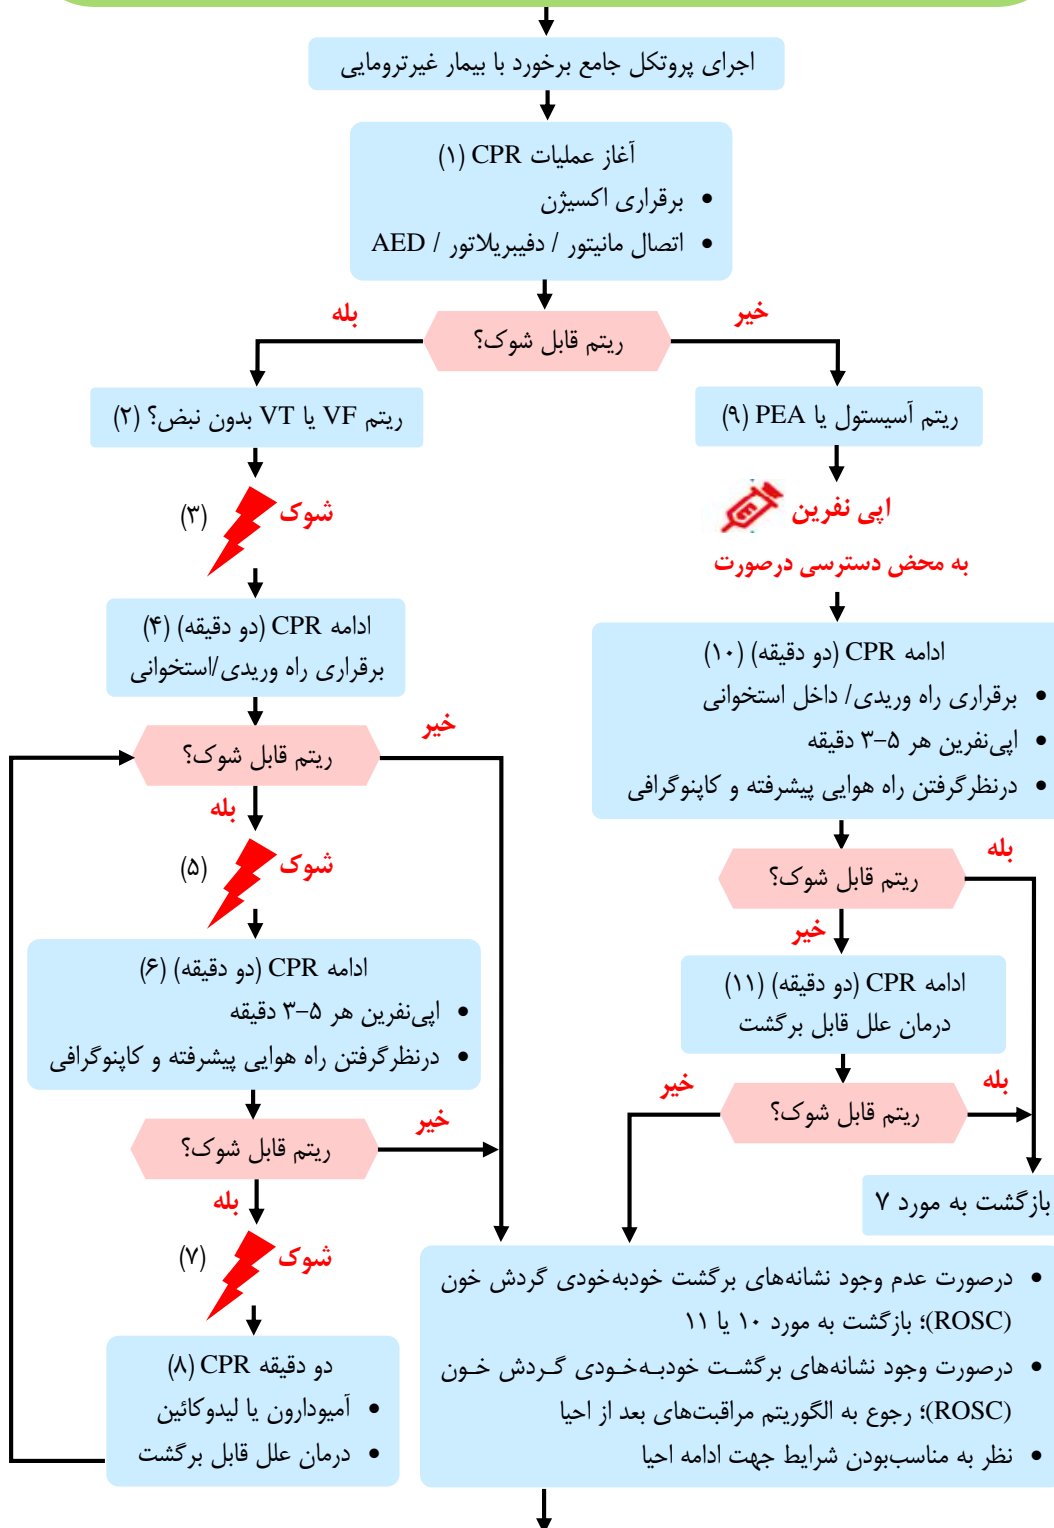 اجرای پروتکل جامع برخورد با بیمار غیرترومایی
آغاز عملیات CPR (۱)
• برقراری اکسیژن
• اتصال مانیتور / دفیبریلاتور / AED
ریتم قابل شوک؟
خیر
بله
ریتم آسیستول یا PEA (۹)
اپی نفرین
به محض دسترسی درصورت
ادامه CPR (دو دقیقه) (۱۰)
• برقراری راه وریدی/ داخل استخوانی
• اپی‌نفرین هر ۵-۳ دقیقه
• درنظرگرفتن راه هوایی پیشرفته و کاپنوگرافی
ریتم قابل شوک؟
بله
خیر
ادامه CPR (دو دقیقه) (۱۱)
درمان علل قابل برگشت
ریتم قابل شوک؟
بله
خیر
بازگشت به مورد ۷
ریتم VF یا VT بدون نبض؟ (۲)
شوک (۳)
ادامه CPR (دو دقیقه) (۴)
برقراری راه وریدی/استخوانی
ریتم قابل شوک؟
خیر
بله
شوک (۵)
ادامه CPR (دو دقیقه) (۶)
• اپی‌نفرین هر ۵-۳ دقیقه
• درنظرگرفتن راه هوایی پیشرفته و کاپنوگرافی
ریتم قابل شوک؟
خیر
بله
شوک (۷)
دو دقیقه CPR (۸)
• آمیودارون یا لیدوکائین
• درمان علل قابل برگشت
• درصورت عدم وجود نشانه‌های برگشت خودبه‌خودی گردش خون
(ROSC)؛ بازگشت به مورد ۱۰ یا ۱۱
• درصورت وجود نشانه‌های برگشت خودبه‌خودی گردش خون
(ROSC)؛ رجوع به الگوریتم مراقبت‌های بعد از احیا
• نظر به مناسب‌بودن شرایط جهت ادامه احیا